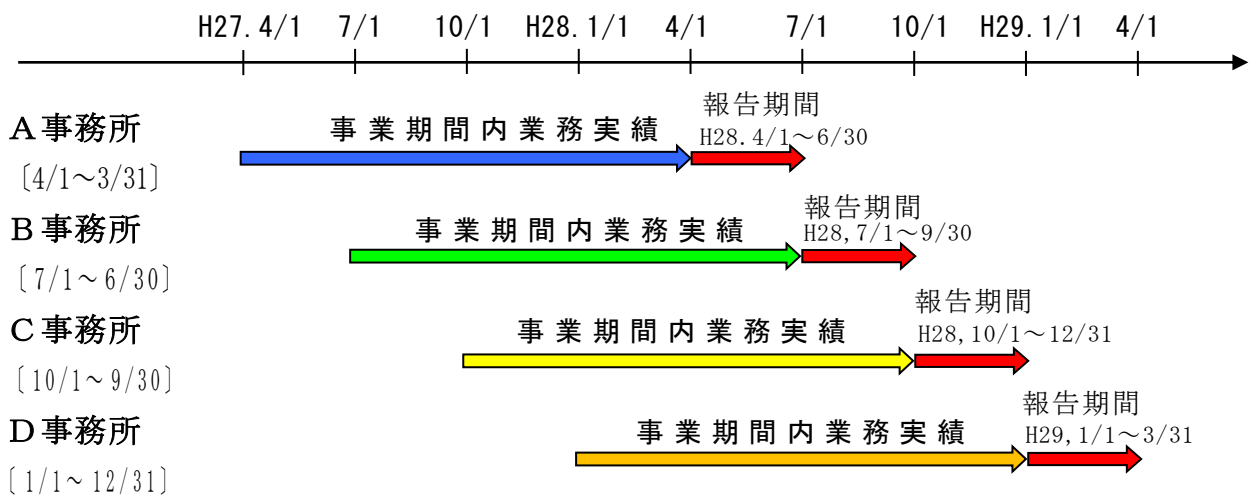 H27.4/1 7/1 10/1 H28.1/1 4/1 7/1 10/1 H29.1/1 4/1
A事務所 事業期間内業務実績 報告期間
H28.4/1～6/30
〔4/1～3/31〕
B事務所 事業期間内業務実績 報告期間
H28,7/1～9/30
〔7/1～6/30〕
C事務所 事業期間内業務実績 報告期間
H28,10/1～12/31
〔10/1～9/30〕
D事務所 事業期間内業務実績 報告期間
H29,1/1～3/31
〔1/1～12/31〕